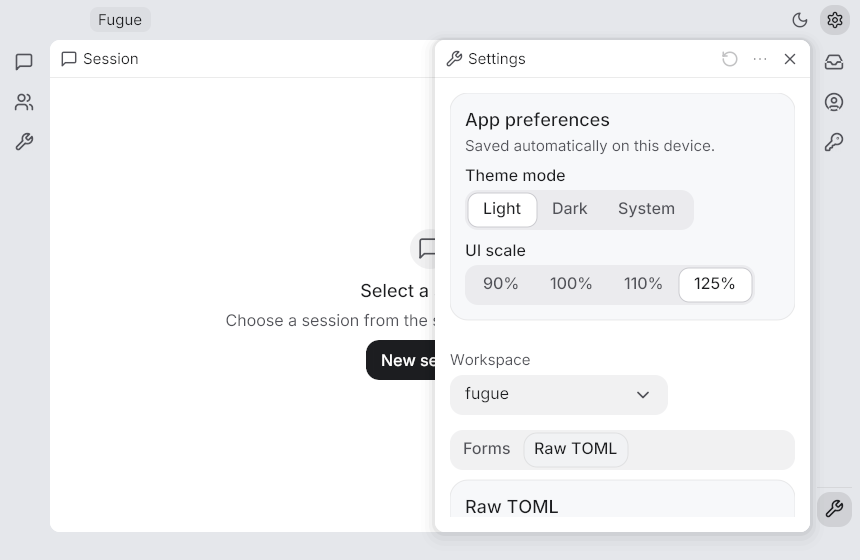 Fugue
Session
Select a
Choose a session from the
New se
Settings
App preferences
Saved automatically on this device.
Theme mode
Light Dark System
UI scale
90% 100% 110% 125%
Workspace
fugue
Forms Raw TOML
Raw TOML